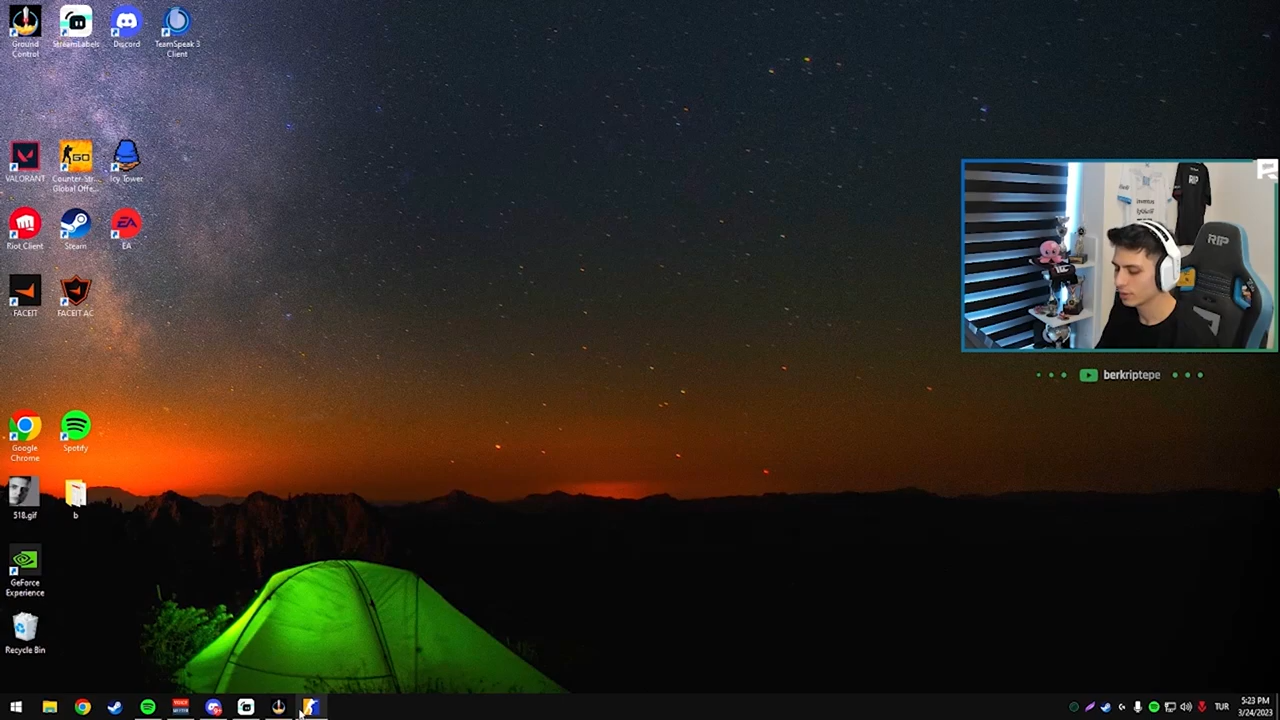 Ground
Control
StreamLabels
Discord
TeamSpeak 3
Client
VALORANT
Counter-Str...
Global Offe...
Icy Tower
Riot Client
Steam
EA
FACEIT
FACEIT AC
RIP
RIP
berkriptepe
Google
Chrome
Spotify
518.gif
b
GeForce
Experience
Recycle Bin
TUR
5:23 PM
3/24/2023